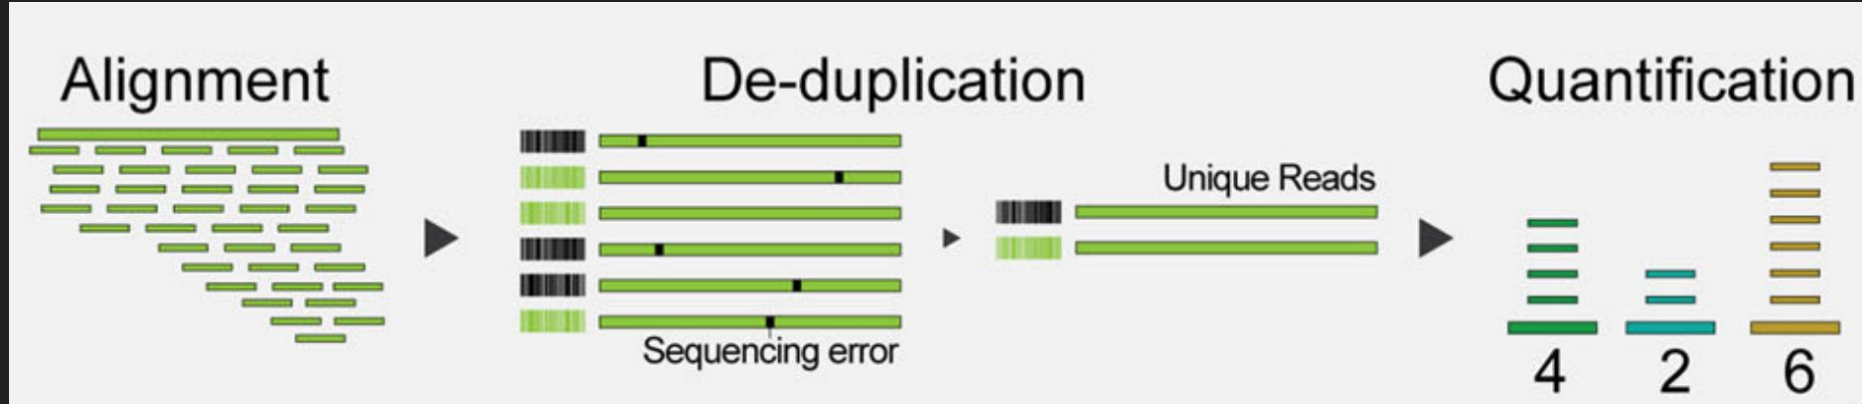 Alignment
De-duplication
Quantification
Unique Reads
Sequencing error
4 2 6